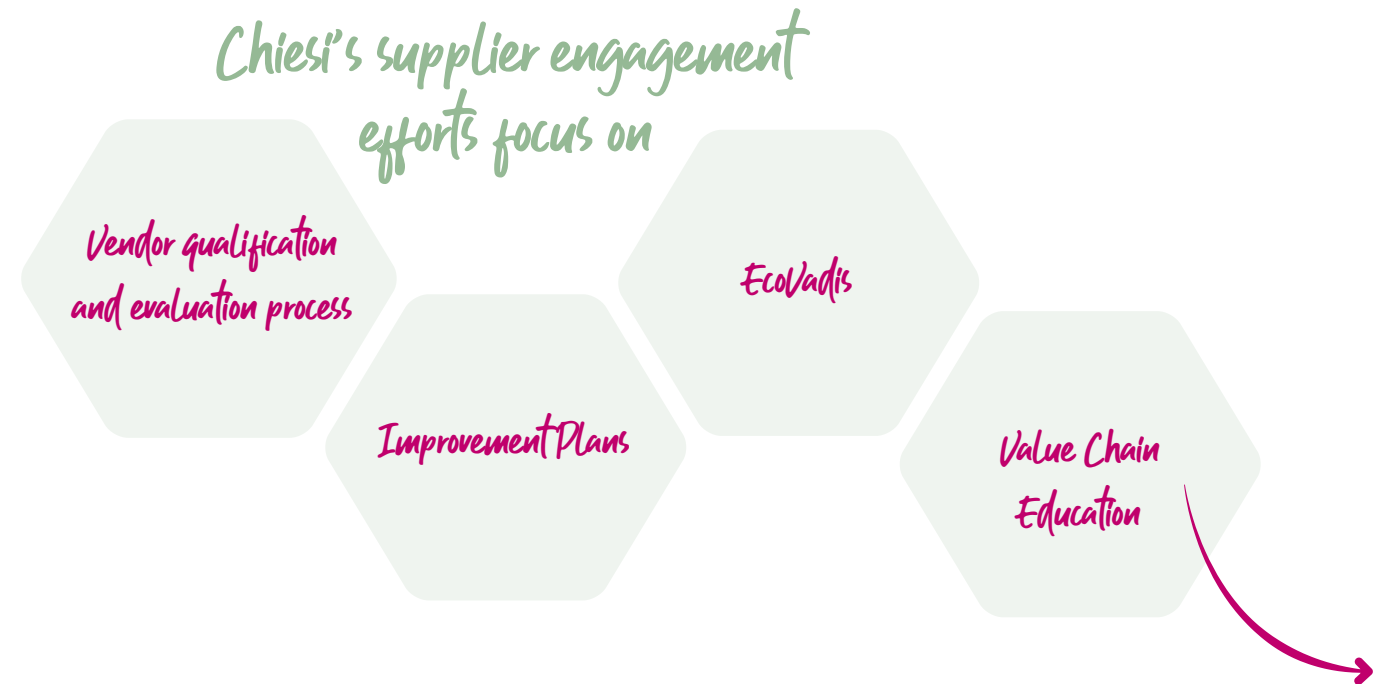 Chiesi's supplier engagement
efforts focus on
Vendor qualification
and evaluation process
Improvement Plans
EcoVadis
Value Chain
Education